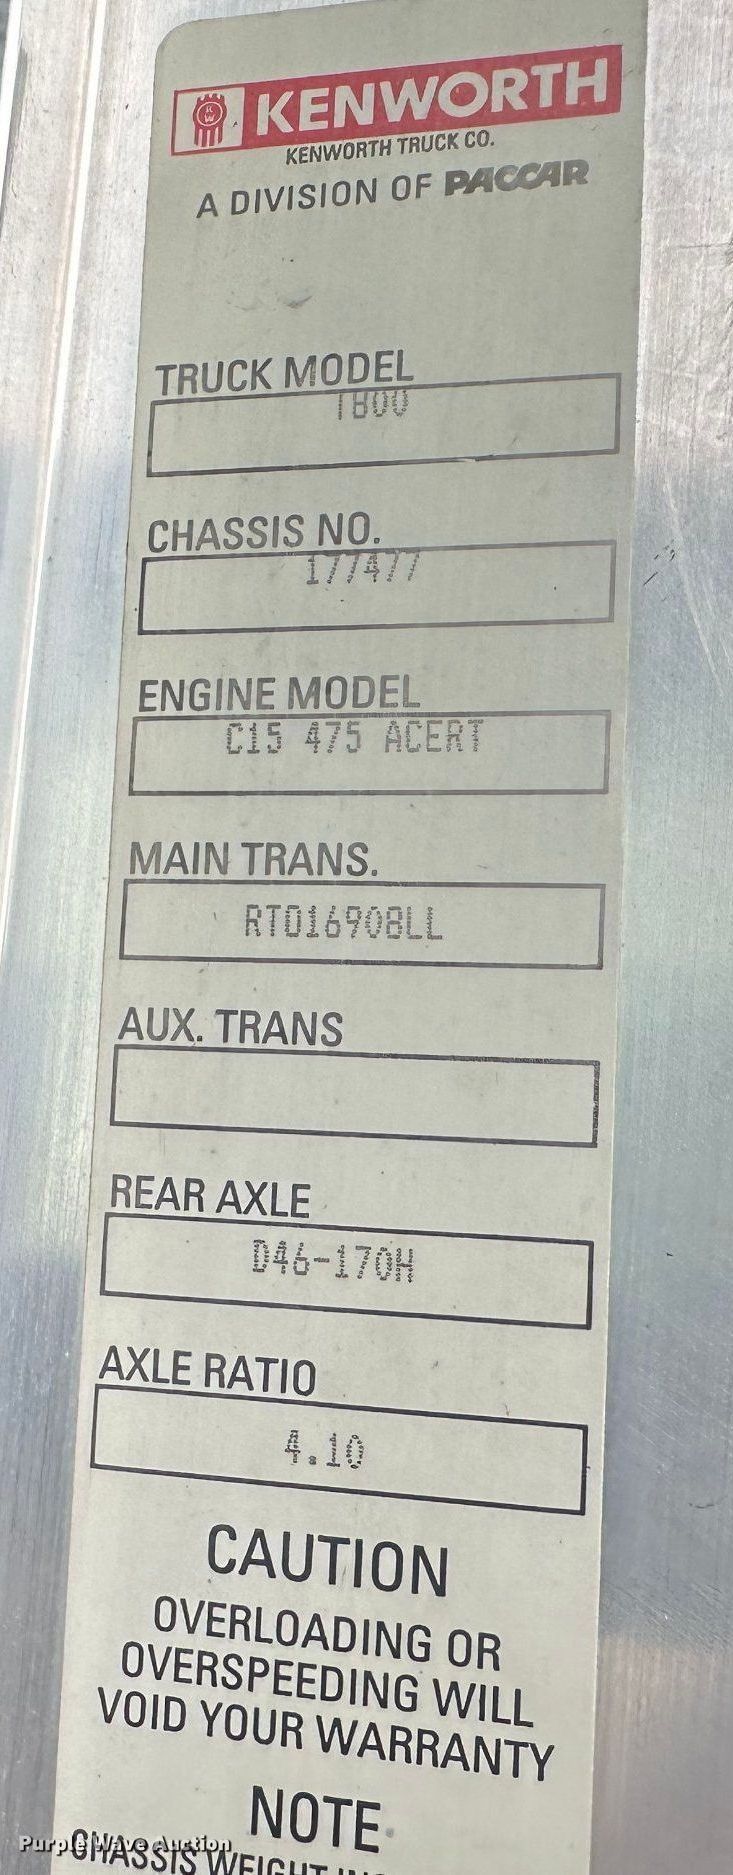 KENWORTH
KENWORTH TRUCK CO.
A DIVISION OF PACCAR
TRUCK MODEL
T800
CHASSIS NO.
177477
ENGINE MODEL
C15 475 ACERT
MAIN TRANS.
RTO16908LL
AUX. TRANS
REAR AXLE
AXLE RATIO
4.10
CAUTION
OVERLOADING OR
OVERSPEEDING WILL
VOID YOUR WARRANTY
NOTE
CHASSIS WEIGHT
Purple Wave Auction